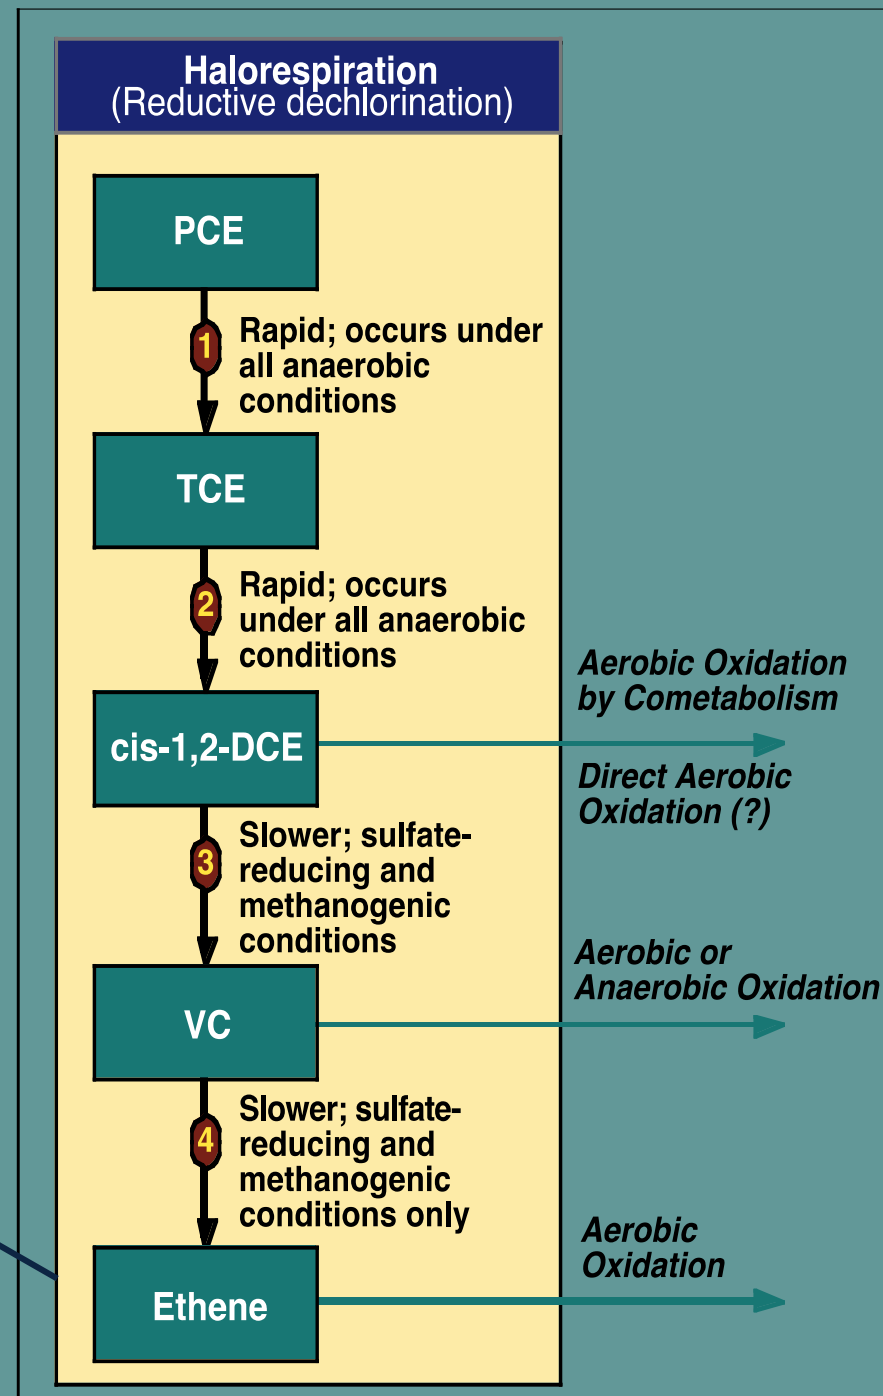 Halorespiration
(Reductive dechlorination)
PCE
1
Rapid; occurs under
all anaerobic
conditions
TCE
2
Rapid; occurs
under all anaerobic
conditions
cis-1,2-DCE
Aerobic Oxidation
by Cometabolism
Direct Aerobic
Oxidation (?)
3
Slower; sulfate-
reducing and
methanogenic
conditions
VC
Aerobic or
Anaerobic Oxidation
4
Slower; sulfate-
reducing and
methanogenic
conditions only
Ethene
Aerobic
Oxidation